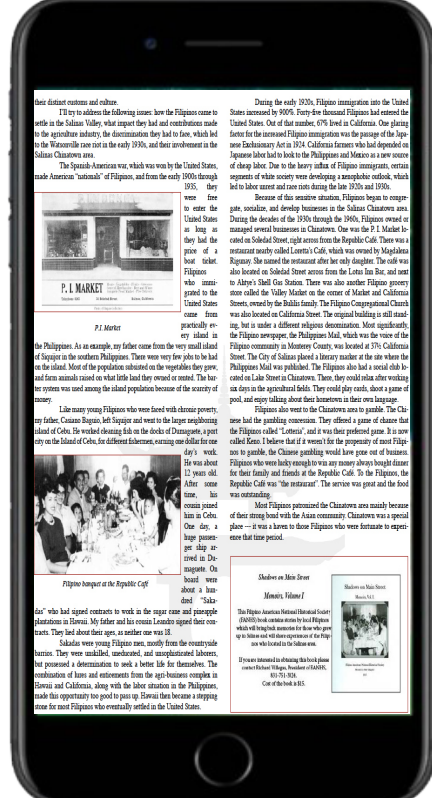 their distinct customs and culture.
I'll try to address the following issues: how the Filipinos came to
settle in the Salinas Valley, what impact they had and contributions made
to the agriculture industry, the discrimination they had to face, which led
to the Watsonville race riot in the early 1930s, and their involvement in the
Salinas Chinatown area.
The Spanish-American war, which was won by the United States,
made American "nationals" of Filipinos, and from the early 1900s through
1935, they
were free
to enter the
United States
as long as
they had the
price of a
boat ticket.
Filipinos
who immi-
grated to the
United States
came from
practically ev-
ery island in
P. I. MARKET
P.I. Market
the Philippines. As an example, my father came from the very small island
of Siquijor in the southern Philippines. There were very few jobs to be had
on the island. Most of the population subsisted on the vegetables they grew,
and farm animals raised on what little land they owned or rented. The bar-
ter system was used among the island population because of the scarcity of
money.
Like many young Filipinos who were faced with chronic poverty,
my father, Casiano Baguio, left Siquijor and went to the larger neighboring
island of Cebu. He worked cleaning fish on the docks of Dumaguete, a port
city on the Island of Cebu, for different fishermen, earning one dollar for one
day's work.
He was about
12 years old.
After some
time, his
cousin joined
him in Cebu.
One day, a
huge passen-
ger ship ar-
rived in Du-
maguete. On
board were
about a hun-
dred "Saka-
Filipino banquet at the Republic Café
das" who had signed contracts to work in the sugar cane and pineapple
plantations in Hawaii. My father and his cousin Leandro signed their con-
tracts. They lied about their ages, as neither one was 18.
Sakadas were young Filipino men, mostly from the countryside
barrios. They were unskilled, uneducated, and unsophisticated laborers,
but possessed a determination to seek a better life for themselves. The
combination of lures and enticements from the agri-business complex in
Hawaii and California, along with the labor situation in the Philippines,
made this opportunity too good to pass up. Hawaii then became a stepping
stone for most Filipinos who eventually settled in the United States.
During the early 1920s, Filipino immigration into the United
States increased by 900%. Forty-five thousand Filipinos had entered the
United States. Out of that number, 67% lived in California. One glaring
factor for the increased Filipino immigration was the passage of the Japa-
nese Exclusionary Act in 1924. California farmers who had depended on
Japanese labor had to look to the Philippines and Mexico as a new source
of cheap labor. Due to the heavy influx of Filipino immigrants, certain
segments of white society were developing a xenophobic outlook, which
led to labor unrest and race riots during the late 1920s and 1930s.
Because of this sensitive situation, Filipinos began to congre-
gate, socialize, and develop businesses in the Salinas Chinatown area.
During the decades of the 1930s through the 1960s, Filipinos owned or
managed several businesses in Chinatown. One was the P. I. Market lo-
cated on Soledad Street, right across from the Republic Café. There was a
restaurant nearby called Loretta's Café, which was owned by Magdalena
Rigunay. She named the restaurant after her only daughter. The café was
also located on Soledad Street across from the Lotus Inn Bar, and next
to Ahtye's Shell Gas Station. There was also another Filipino grocery
store called the Valley Market on the corner of Market and California
Streets, owned by the Bublis family. The Filipino Congregational Church
was also located on California Street. The original building is still stand-
ing, but is under a different religious denomination. Most significantly,
the Filipino newspaper, the Philippines Mail, which was the voice of the
Filipino community in Monterey County, was located at 37½ California
Street. The City of Salinas placed a literary marker at the site where the
Philippines Mail was published. The Filipinos also had a social club lo-
cated on Lake Street in Chinatown. There, they could relax after working
six days in the agricultural fields. They could play cards, shoot a game of
pool, and enjoy talking about their hometown in their own language.
Filipinos also went to the Chinatown area to gamble. The Chi-
nese had the gambling concession. They offered a game of chance that
the Filipinos called "Lotteria", and it was their preferred game. It is now
called Keno. I believe that if it weren't for the propensity of most Filipi-
nos to gamble, the Chinese gambling would have gone out of business.
Filipinos who were lucky enough to win any money always bought dinner
for their family and friends at the Republic Café. To the Filipinos, the
Republic Café was "the restaurant". The service was great and the food
was outstanding.
Most Filipinos patronized the Chinatown area mainly because
of their strong bond with the Asian community. Chinatown was a special
place --- it was a haven to those Filipinos who were fortunate to experi-
ence that time period.
Shadows on Main Street
Memoirs, Volume I
This Filipino American National Historical Society
(FANHS) book contains stories by local Filipinos
which will bring back memories for those who grew
up in Salinas and will share experiences of the Filipi-
nos who located in the Salinas area.
If you are interested in obtaining this book please
contact Richard Villegas, President of FANHS,
831-751-3126.
Cost of the book is $15.
Shadows on Main Street